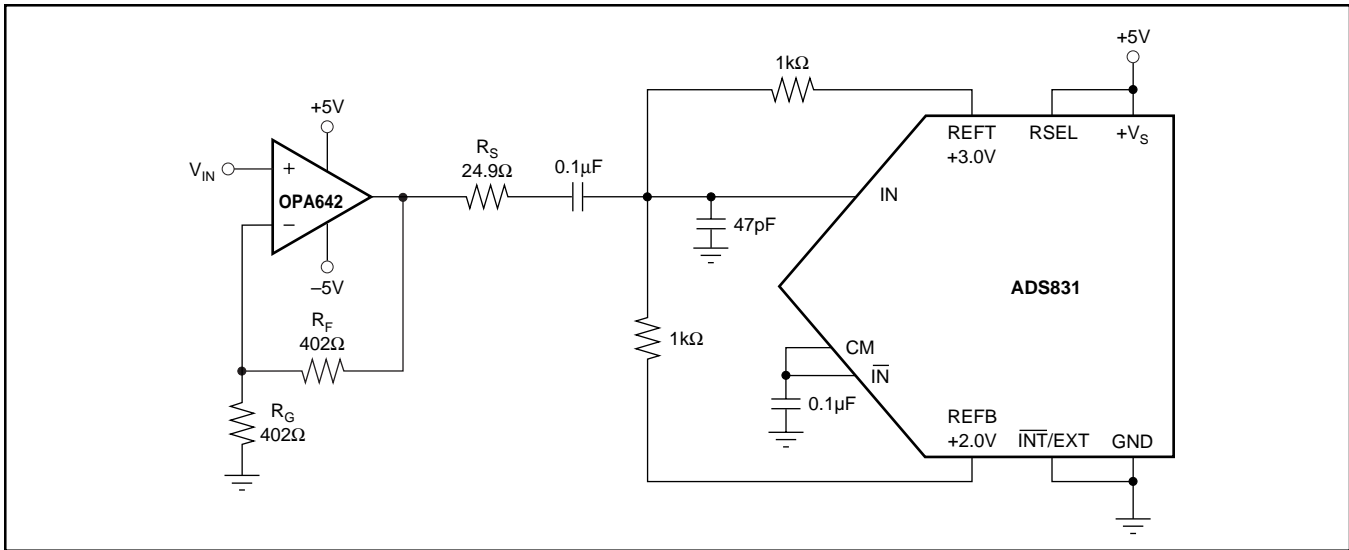 +5V
1kΩ
+5V
REFT
+3.0V
RSEL
+VS
VIN
+
OPA642
–
–5V
RS
24.9Ω
0.1µF
IN
47pF
ADS831
RF
402Ω
1kΩ
CM
IN
0.1µF
RG
402Ω
REFB
+2.0V
INT/EXT
GND